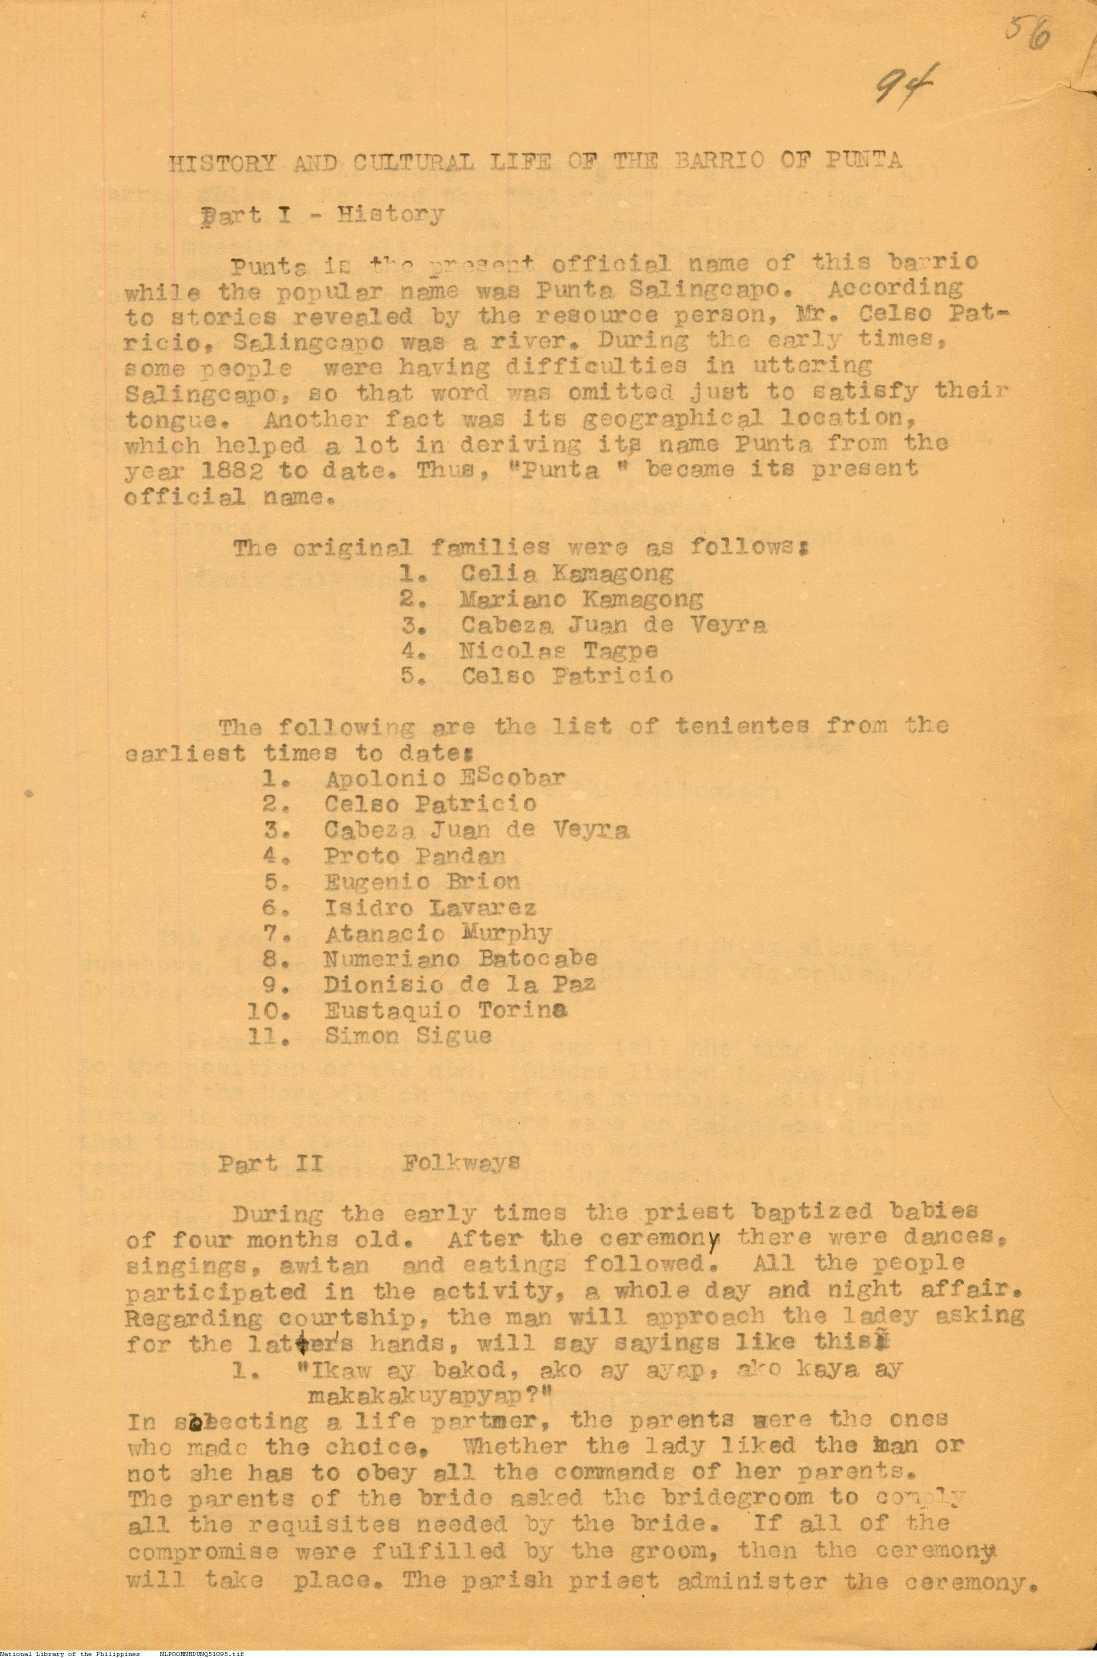 56
94
HISTORY AND CULTURAL LIFE OF THE BARRIO OF PUNTA
Part I - History
Punta is the present official name of this barrio
while the popular name was Punta Salingcapo. According
to stories revealed by the resource person, Mr. Celso Pat-
ricio, Salingcapo was a river. During the early times,
some people were having difficulties in uttering
Salingcapo, so that word was omitted just to satisfy their
tongue. Another fact was its geographical location,
which helped a lot in deriving its name Punta from the
year 1882 to date. Thus, "Punta " became its present
official name.
The original families were as follows:
1. Celia Kamagong
2. Mariano Kamagong
3. Cabeza Juan de Veyra
4. Nicolas Tagpe
5. Celso Patricio
The following are the list of tenientes from the
earliest times to date:
1. Apolonio EScobar
2. Celso Patricio
3. Cabeza Juan de Veyra
4. Proto Pandan
5. Eugenio Brion
6. Isidro Lavarez
7. Atanacio Murphy
8. Numeriano Batocabe
9. Dionisio de la Paz
10. Eustaquio Torina
11. Simon Sigue
Part II Folkways
During the early times the priest baptized babies
of four months old. After the ceremony there were dances,
singings, awitan and eatings followed. All the people
participated in the activity, a whole day and night affair.
Regarding courtship, the man will approach the ladey asking
for the latter's hands, will say sayings like this:
1. "Ikaw ay bakod, ako ay ayap, ako kaya ay
makakakuyapyap?"
In selecting a life partner, the parents were the ones
who made the choice. Whether the lady liked the man or
not she has to obey all the commands of her parents.
The parents of the bride asked the bridegroom to comply
all the requisites needed by the bride. If all of the
compromise were fulfilled by the groom, then the ceremony
will take place. The parish priest administer the ceremony.
National Library of the Philippines NLPOOMNHDUNQ51095.tif